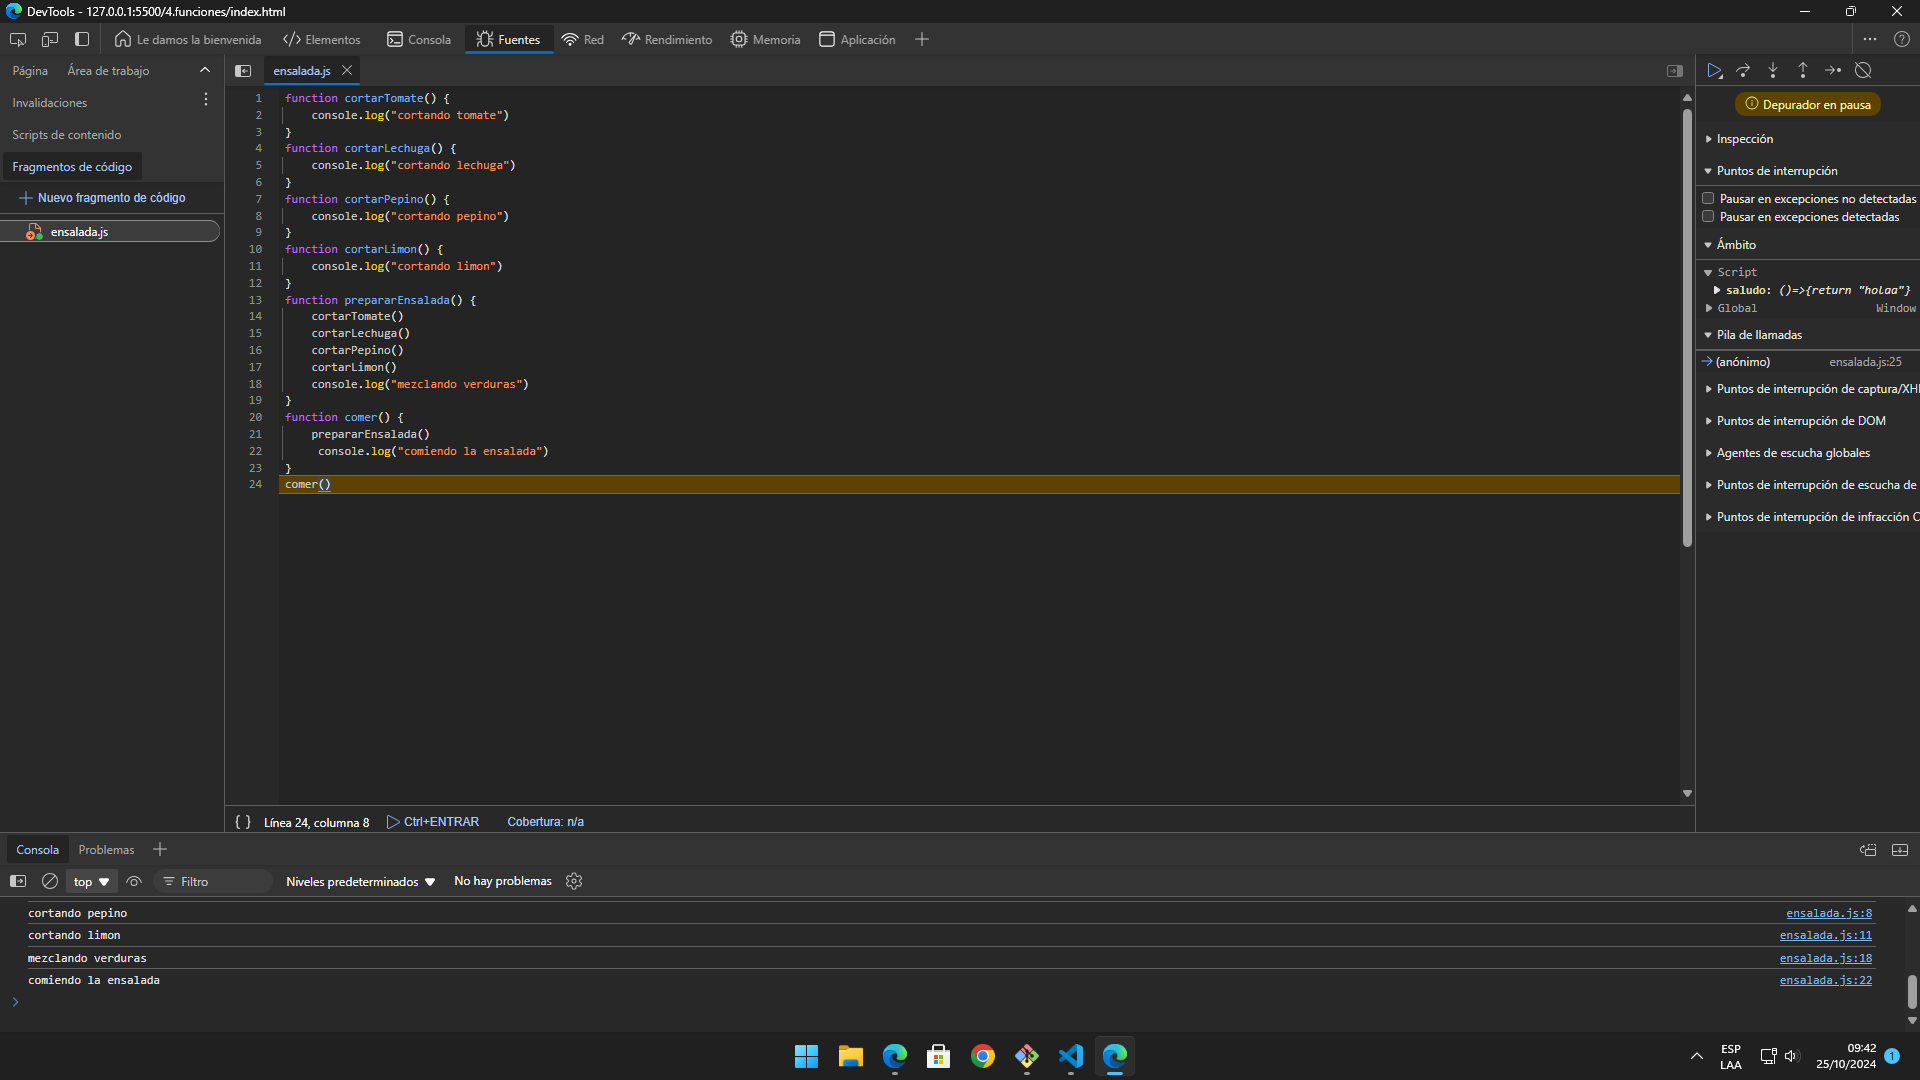 DevTools - 127.0.0.1:5500/4.funciones/index.html
Le damos la bienvenida
Elementos
Consola
Fuentes
Red
Rendimiento
Memoria
Aplicación
Página
Área de trabajo
Invalidaciones
Scripts de contenido
Fragmentos de código
Nuevo fragmento de código
ensalada.js
ensalada.js
1 function cortarTomate() {
2 console.log("cortando tomate")
3 }
4 function cortarLechuga() {
5 console.log("cortando lechuga")
6 }
7 function cortarPepino() {
8 console.log("cortando pepino")
9 }
10 function cortarLimon() {
11 console.log("cortando limon")
12 }
13 function prepararEnsalada() {
14 cortarTomate()
15 cortarLechuga()
16 cortarPepino()
17 cortarLimon()
18 console.log("mezclando verduras")
19 }
20 function comer() {
21 prepararEnsalada()
22 console.log("comiendo la ensalada")
23 }
24 comer()
{ } Línea 24, columna 8
Ctrl+ENTRAR
Cobertura: n/a
Depurador en pausa
Inspección
Puntos de interrupción
Pausar en excepciones no detectadas
Pausar en excepciones detectadas
Ámbito
Script
saludo: ()=>{return "holaa"}
Global Window
Pila de llamadas
(anónimo) ensalada.js:25
Puntos de interrupción de captura/XH
Puntos de interrupción de DOM
Agentes de escucha globales
Puntos de interrupción de escucha de
Puntos de interrupción de infracción C
Consola
Problemas
top
Filtro
Niveles predeterminados
No hay problemas
cortando pepino ensalada.js:8
cortando limon ensalada.js:11
mezclando verduras ensalada.js:18
comiendo la ensalada ensalada.js:22
ESP
LAA
09:42
25/10/2024
1